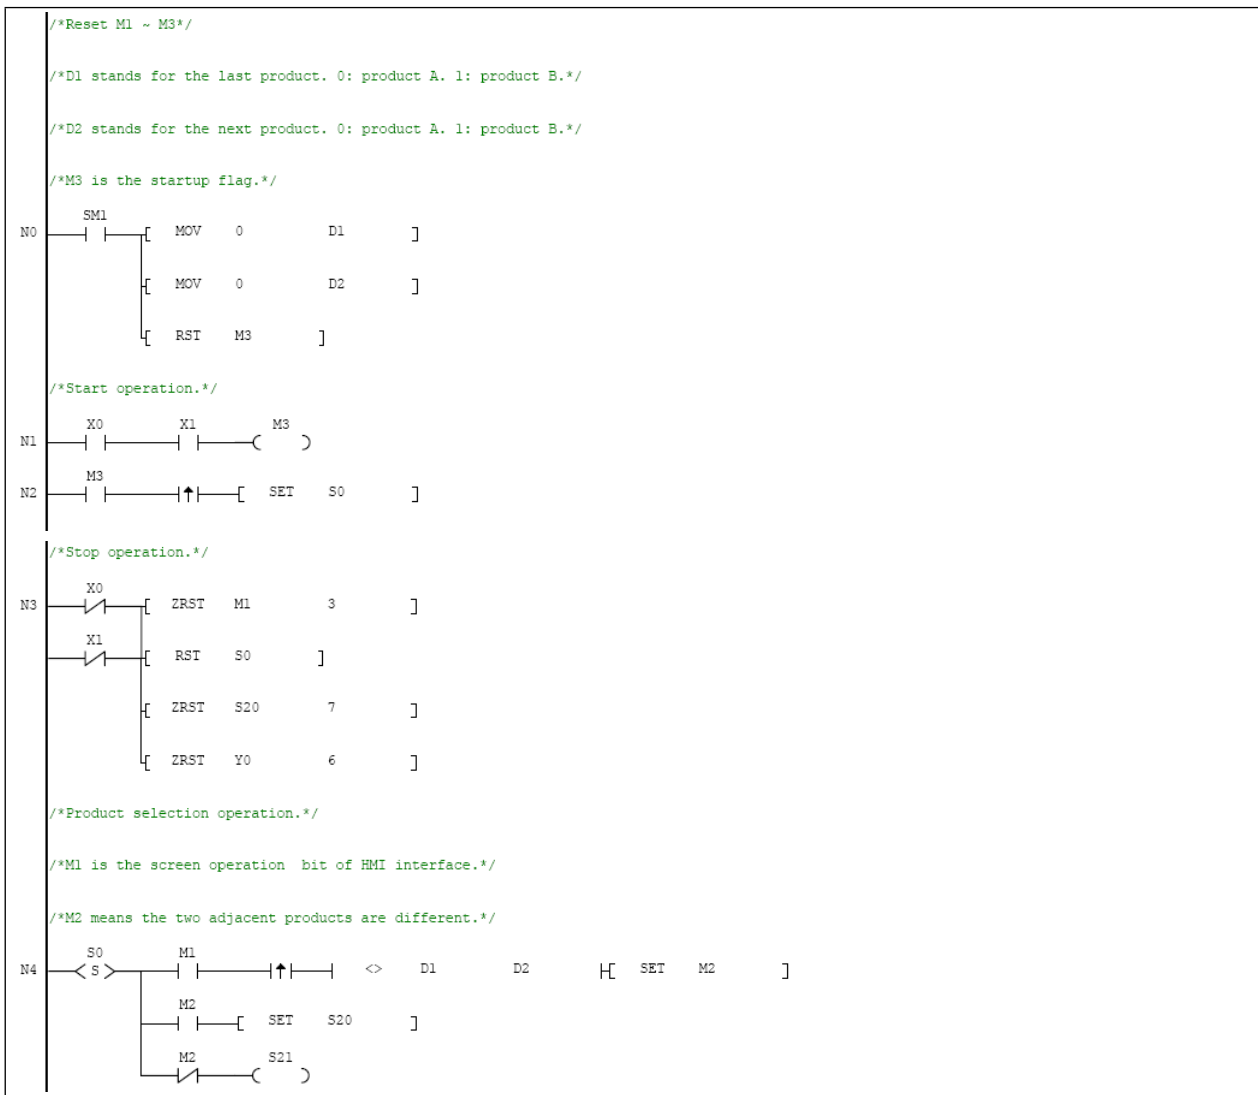 /*Reset M1 ~ M3*/
/*D1 stands for the last product. 0: product A. 1: product B.*/
/*D2 stands for the next product. 0: product A. 1: product B.*/
/*M3 is the startup flag.*/
SM1
N0 [ MOV 0 D1 ]
[ MOV 0 D2 ]
[ RST M3 ]
/*Start operation.*/
X0 X1 M3
N1 ( )
M3
N2 [ SET S0 ]
/*Stop operation.*/
X0
N3 [ ZRST M1 3 ]
X1
[ RST S0 ]
[ ZRST S20 7 ]
[ ZRST Y0 6 ]
/*Product selection operation.*/
/*M1 is the screen operation  bit of HMI interface.*/
/*M2 means the two adjacent products are different.*/
S0 M1
N4 < S > <> D1 D2 [ SET M2 ]
M2
[ SET S20 ]
M2 S21
( )